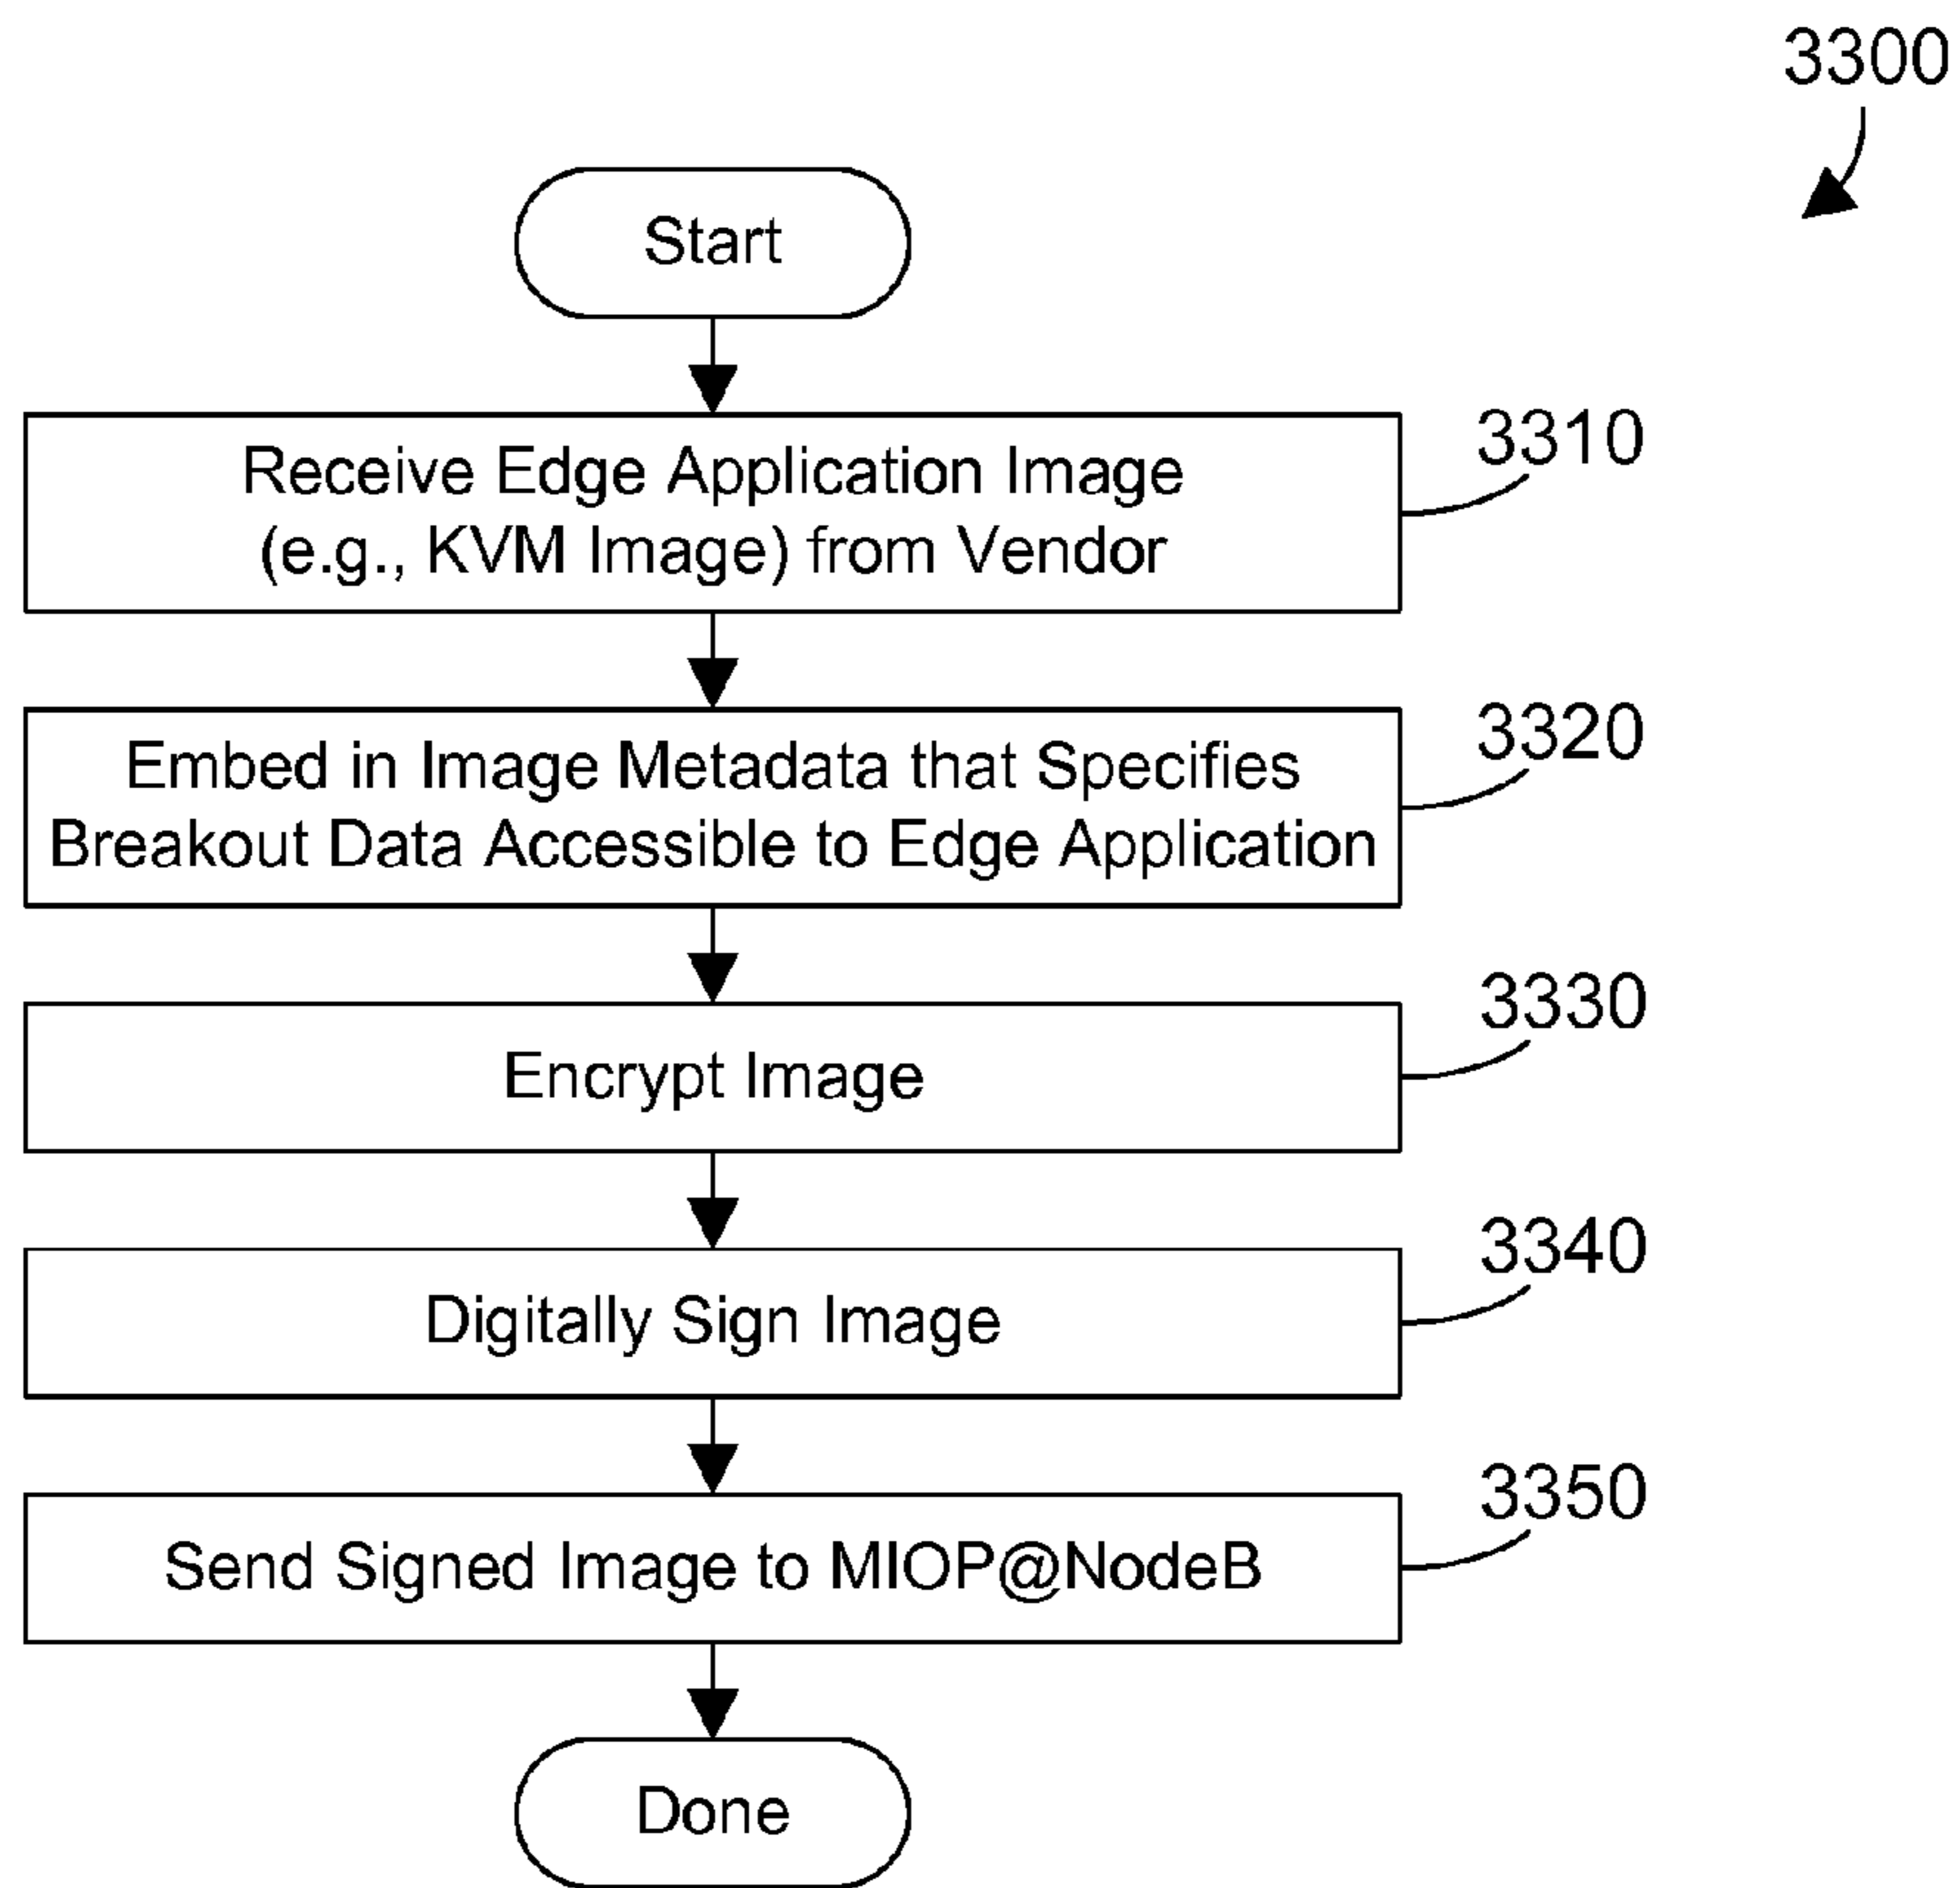 3300
Start
Receive Edge Application Image
(e.g., KVM Image) from Vendor
3310
Embed in Image Metadata that Specifies
Breakout Data Accessible to Edge Application
3320
Encrypt Image
3330
Digitally Sign Image
3340
Send Signed Image to MIOP@NodeB
3350
Done